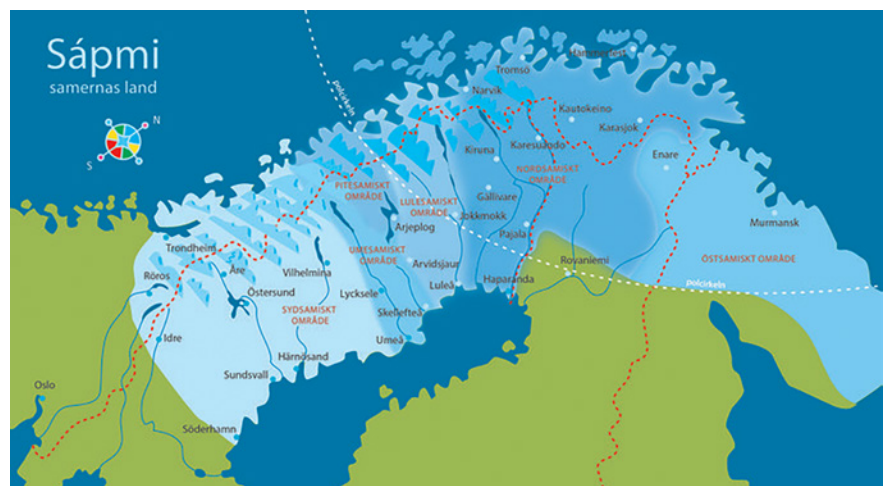 Sápmi
samernas land
N
S
polcirkeln
Hammerfest
Tromsö
Narvik
Kautokeino
Karasjok
Karesuando
Kiruna
Enare
NORDSAMISKT
OMRÅDE
PITESAMISKT
OMRÅDE
LULESAMISKT
OMRÅDE
Gällivare
Jokkmokk
Arjeplog
Pajala
Murmansk
Trondheim
UMESAMISKT
OMRÅDE
ÖSTSAMISKT OMRÅDE
Röros
Åre
Vilhelmina
Arvidsjaur
Rovaniemi
Östersund
Lycksele
Luleå
Haparanda
polcirkeln
SYDSAMISKT
OMRÅDE
Skellefteå
Idre
Umeå
Härnösand
Sundsvall
Oslo
Söderhamn